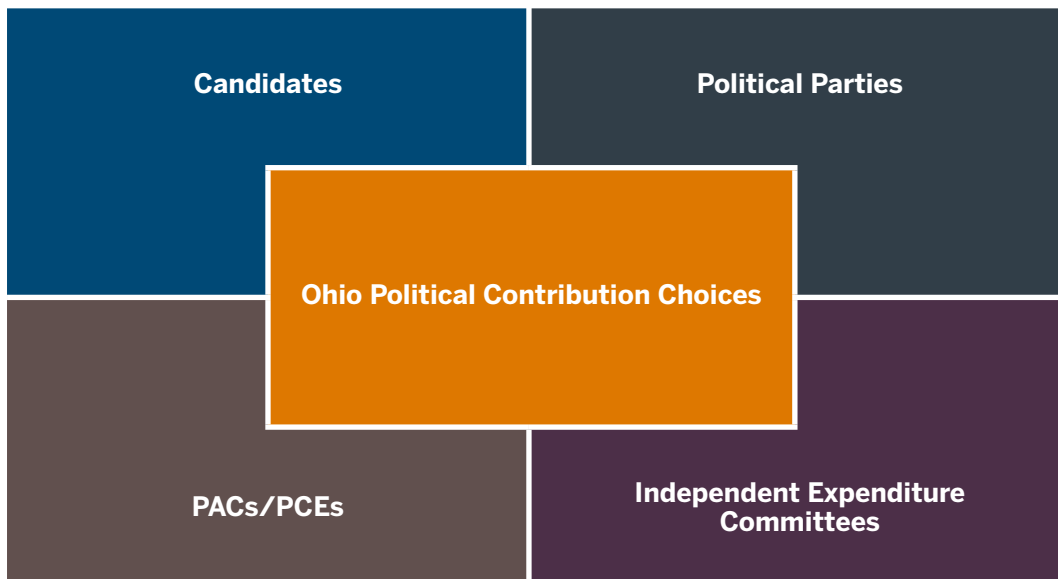 Candidates
Political Parties
Ohio Political Contribution Choices
PACs/PCEs
Independent Expenditure
Committees